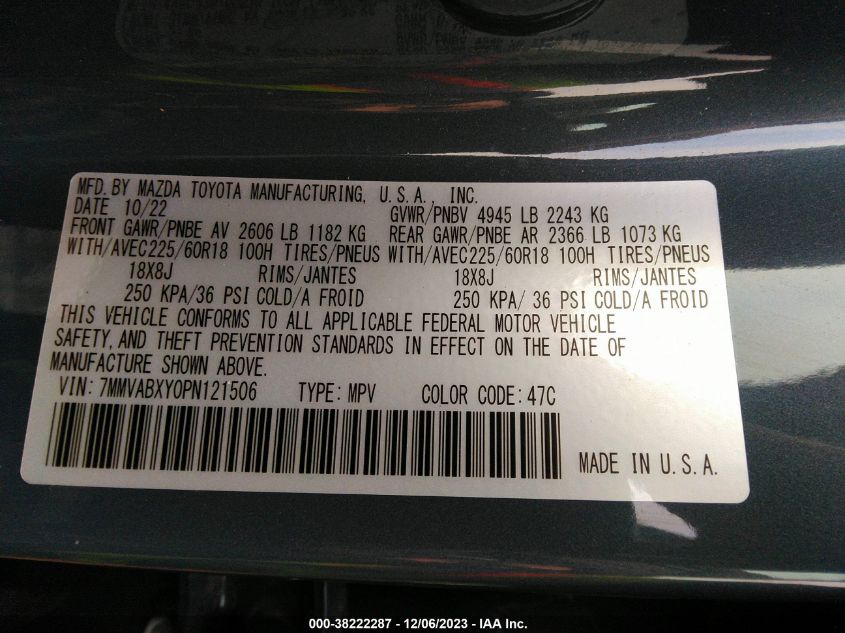 MFD. BY MAZDA TOYOTA MANUFACTURING, U.S.A., INC.
DATE 10/22 GVWR/PNBV 4945 LB 2243 KG
FRONT GAWR/PNBE AV 2606 LB 1182 KG REAR GAWR/PNBE AR 2366 LB 1073 KG
WITH/AVEC225/60R18 100H TIRES/PNEUS WITH/AVEC225/60R18 100H TIRES/PNEUS
18X8J RIMS/JANTES 18X8J RIMS/JANTES
250 KPA/36 PSI COLD/A FROID 250 KPA/ 36 PSI COLD/A FROID
THIS VEHICLE CONFORMS TO ALL APPLICABLE FEDERAL MOTOR VEHICLE
SAFETY, AND THEFT PREVENTION STANDARDS IN EFFECT ON THE DATE OF
MANUFACTURE SHOWN ABOVE.
VIN: 7MMVABXY0PN121506 TYPE: MPV COLOR CODE: 47C
MADE IN U.S.A.
000-38222287 - 12/06/2023 - IAA Inc.